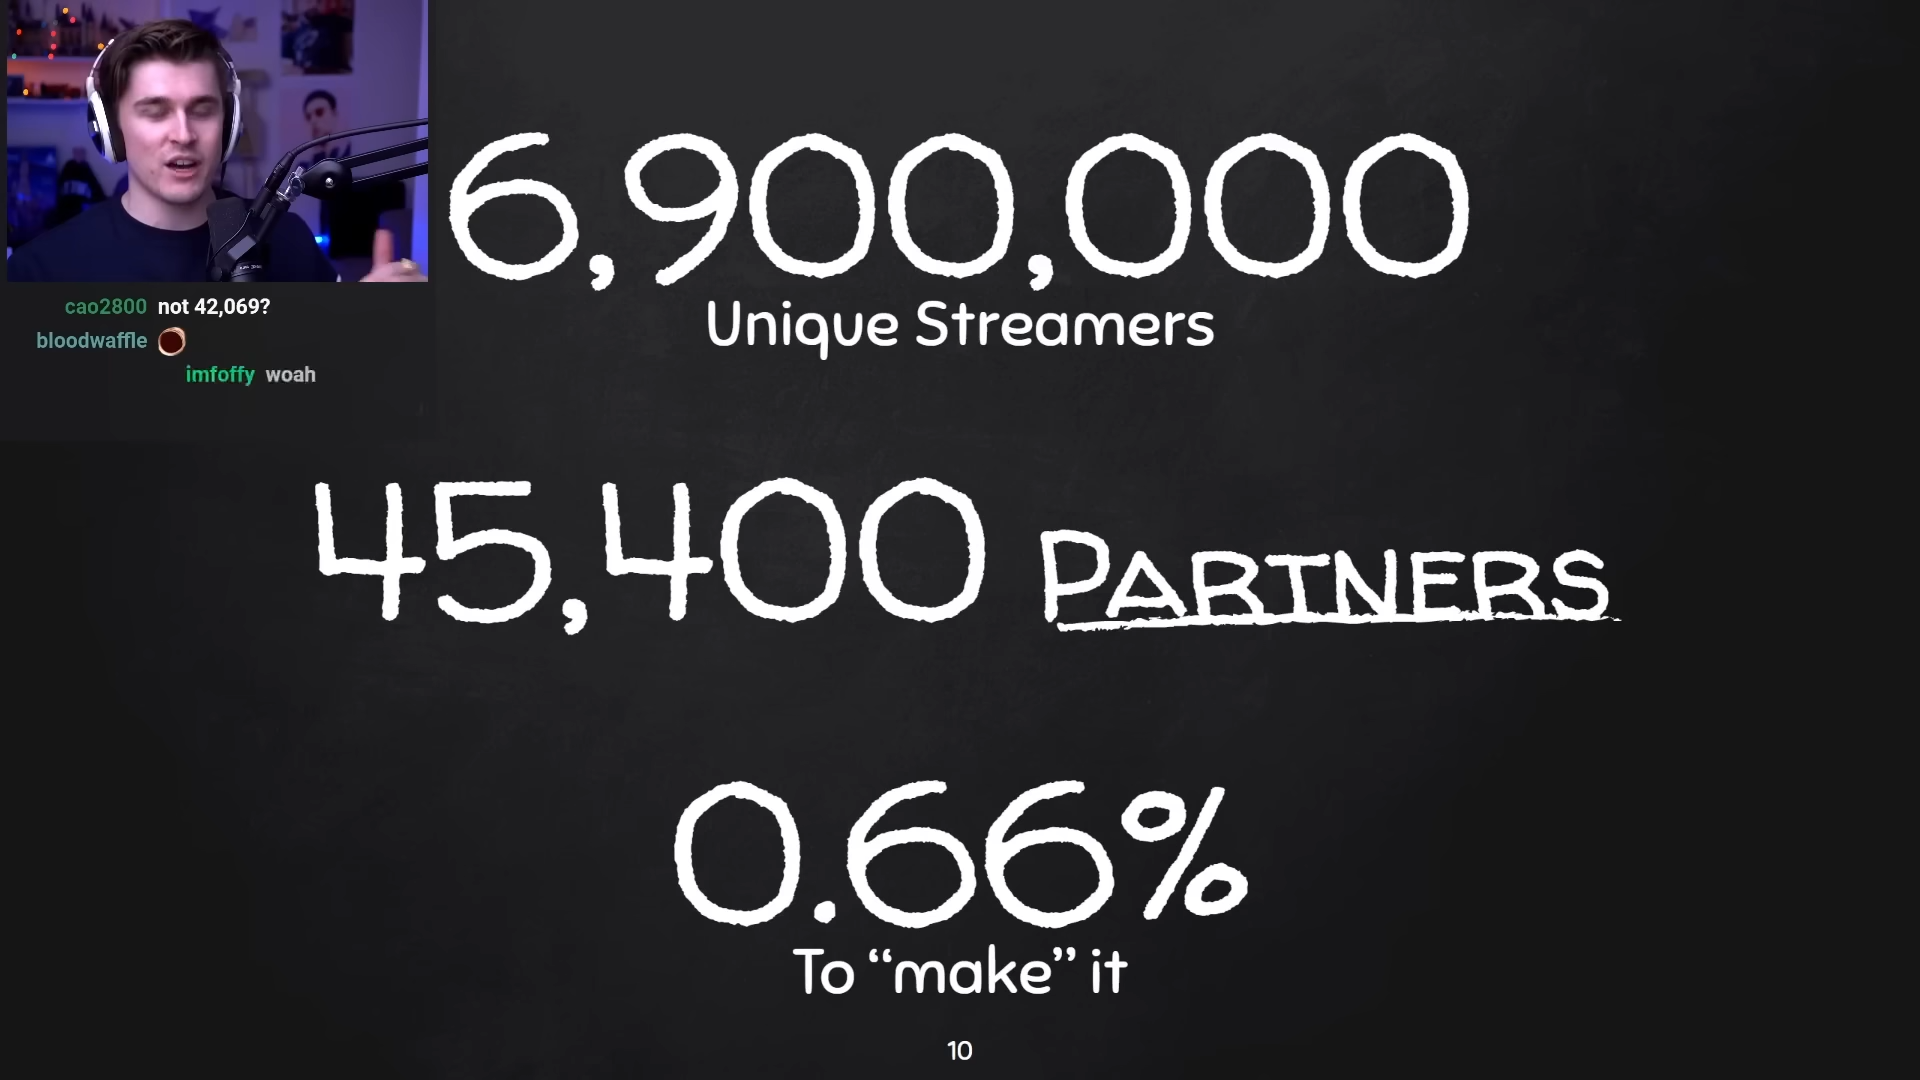 6,900,000
Unique Streamers
cao2800 not 42,069?
bloodwaffle
imfoffy woah
45,400 PARTNERS
0.66%
To “make” it
10